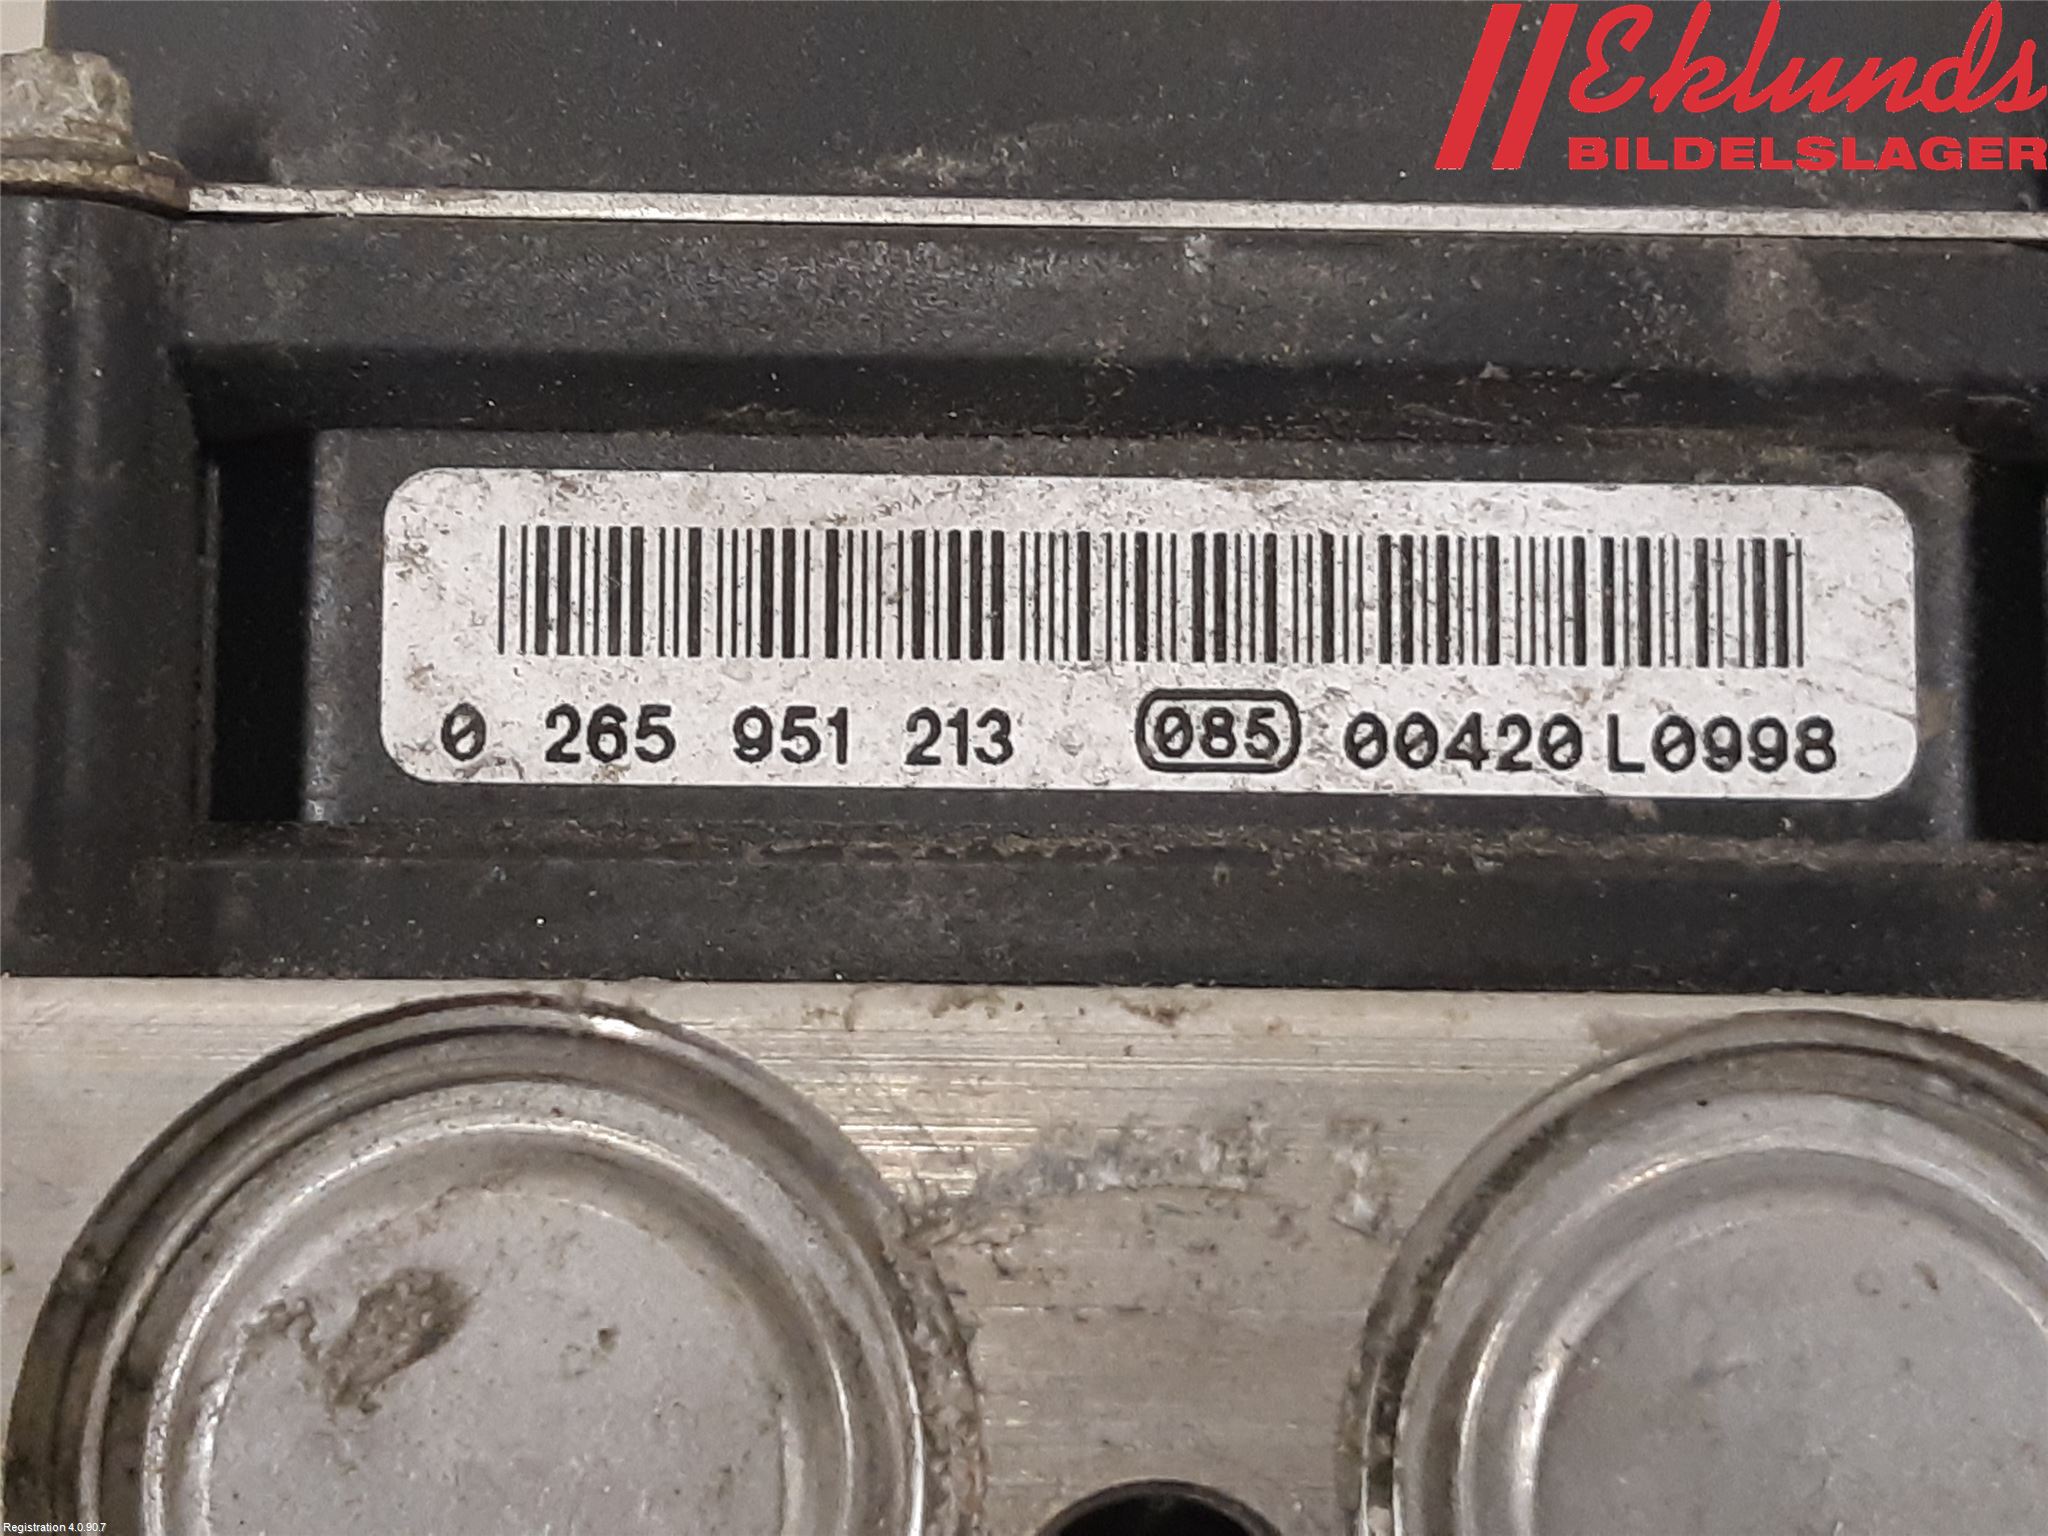 Eklunds
BILDELSLAGER
0 265 951 213 085 00420 L0998
Registration 4.0.90.7